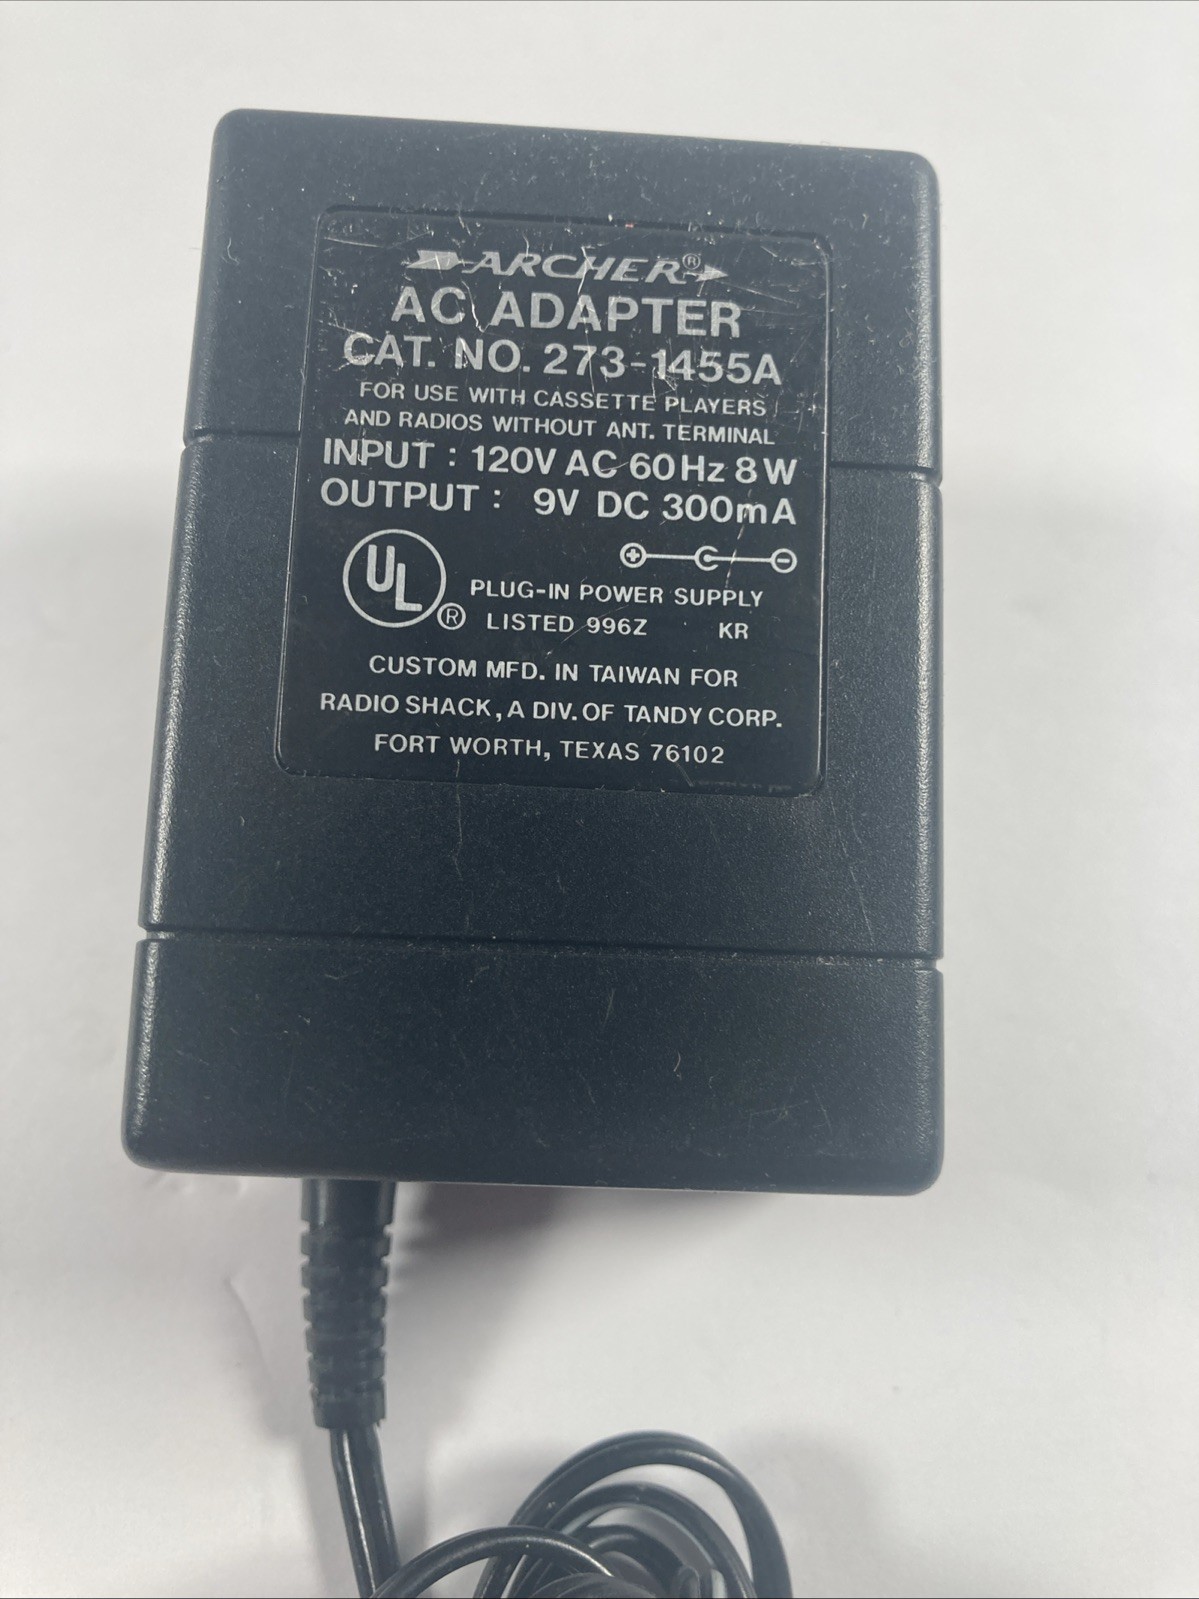 ARCHER®
AC ADAPTER
CAT. NO. 273-1455A
FOR USE WITH CASSETTE PLAYERS
AND RADIOS WITHOUT ANT. TERMINAL
INPUT : 120V AC 60Hz 8W
OUTPUT : 9V DC 300mA
UL®
PLUG-IN POWER SUPPLY
LISTED 996Z KR
CUSTOM MFD. IN TAIWAN FOR
RADIO SHACK, A DIV. OF TANDY CORP.
FORT WORTH, TEXAS 76102